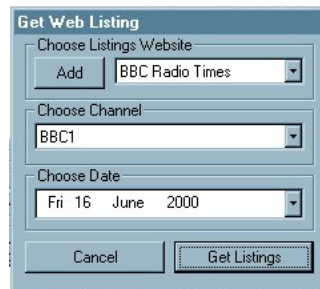 Get Web Listing
Choose Listings Website
Add BBC Radio Times
Choose Channel
BBC1
Choose Date
Fri 16 June 2000
Cancel Get Listings